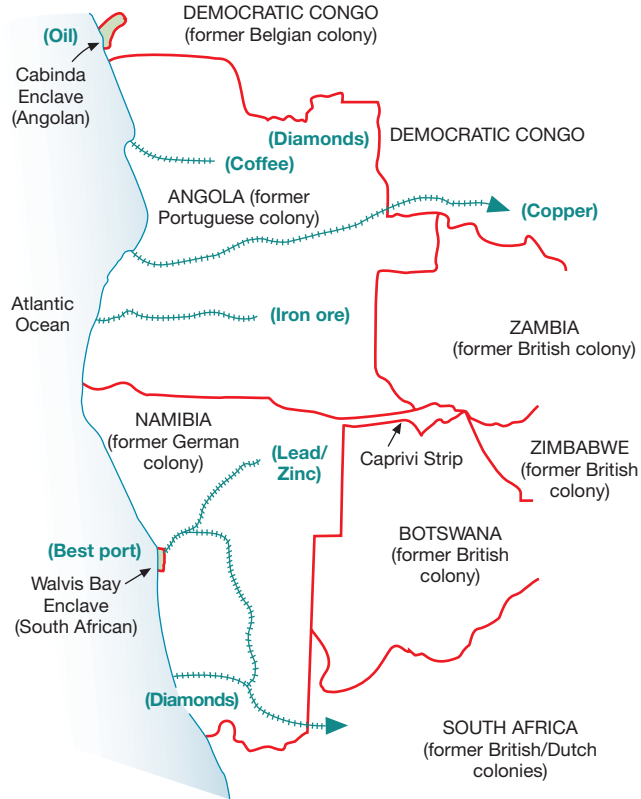 DEMOCRATIC CONGO
(former Belgian colony)
(Oil)
Cabinda
Enclave
(Angolan)
(Diamonds)
DEMOCRATIC CONGO
(Coffee)
ANGOLA (former
Portuguese colony)
(Copper)
Atlantic
Ocean
(Iron ore)
ZAMBIA
(former British colony)
NAMIBIA
(former German
colony)
(Lead/
Zinc)
Caprivi Strip
ZIMBABWE
(former British
colony)
BOTSWANA
(former British
colony)
(Best port)
Walvis Bay
Enclave
(South African)
(Diamonds)
SOUTH AFRICA
(former British/Dutch
colonies)